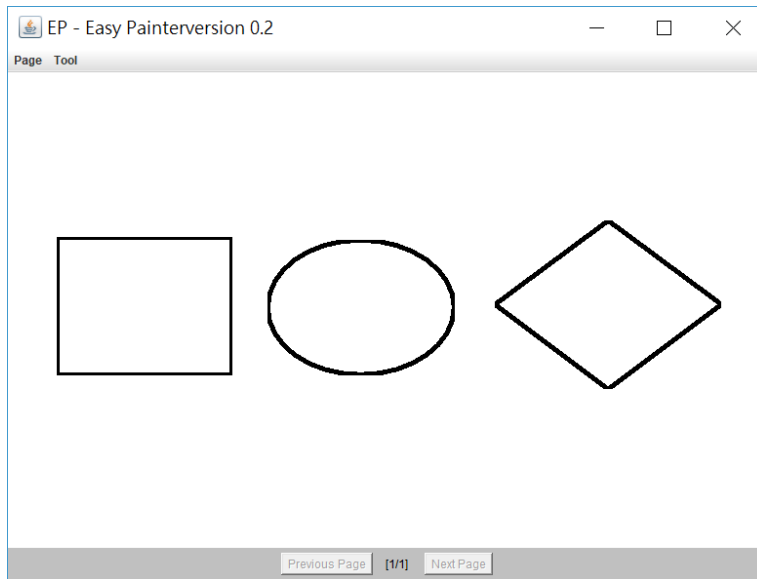 EP - Easy Painterversion 0.2
Page Tool
Previous Page [1/1] Next Page